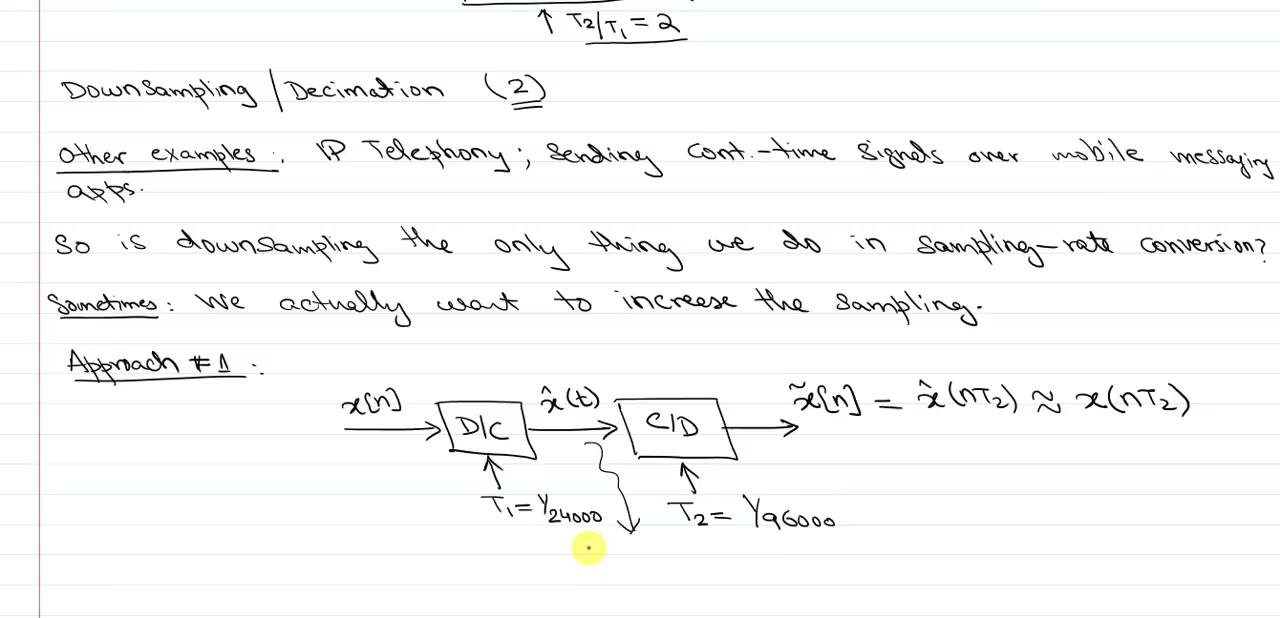 ↑ T₂/T₁ = 2
Downsampling / Decimation (2)
Other examples: IP Telephony; Sending cont.-time signals over mobile messaging
apps.
So is downsampling the only thing we do in sampling-rate conversion?
Sometimes: We actually want to increase the sampling.
Approach #1:
x[n] D/C x̂(t) C/D x̃[n] = x̂(nT₂) ≈ x(nT₂)
T₁ = 1/24000 T₂ = 1/96000